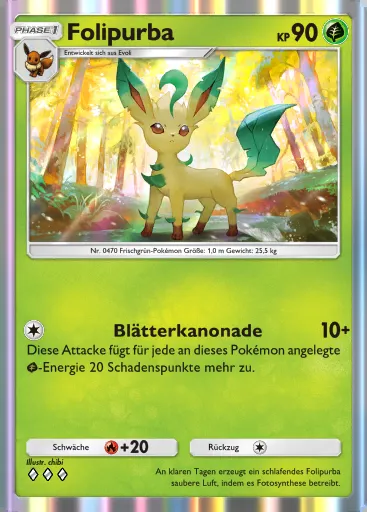 PHASE 1
Folipurba
KP 90
Entwickelt sich aus Evoli
Nr. 0470 Frischgrün-Pokémon Größe: 1,0 m Gewicht: 25,5 kg
Blätterkanonade 10+
Diese Attacke fügt für jede an dieses Pokémon angelegte
-Energie 20 Schadenspunkte mehr zu.
Schwäche +20
Rückzug
Illustr. chibi
An klaren Tagen erzeugt ein schlafendes Folipurba
saubere Luft, indem es Fotosynthese betreibt.